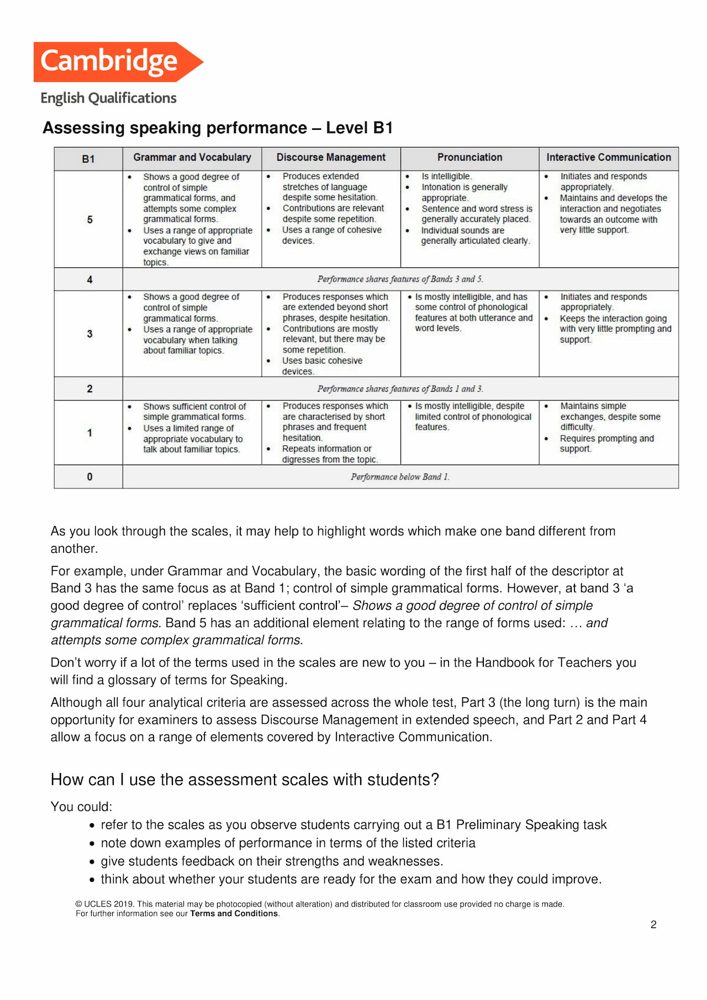 Cambridge
English Qualifications
Assessing speaking performance – Level B1
B1
Grammar and Vocabulary
Discourse Management
Pronunciation
Interactive Communication
5
• Shows a good degree of
control of simple
grammatical forms, and
attempts some complex
grammatical forms.
• Uses a range of appropriate
vocabulary to give and
exchange views on familiar
topics.
• Produces extended
stretches of language
despite some hesitation.
• Contributions are relevant
despite some repetition.
• Uses a range of cohesive
devices.
• Is intelligible.
• Intonation is generally
appropriate.
• Sentence and word stress is
generally accurately placed.
• Individual sounds are
generally articulated clearly.
• Initiates and responds
appropriately.
• Maintains and develops the
interaction and negotiates
towards an outcome with
very little support.
4
Performance shares features of Bands 3 and 5.
3
• Shows a good degree of
control of simple
grammatical forms.
• Uses a range of appropriate
vocabulary when talking
about familiar topics.
• Produces responses which
are extended beyond short
phrases, despite hesitation.
• Contributions are mostly
relevant, but there may be
some repetition.
• Uses basic cohesive
devices.
• Is mostly intelligible, and has
some control of phonological
features at both utterance and
word levels.
• Initiates and responds
appropriately.
• Keeps the interaction going
with very little prompting and
support.
2
Performance shares features of Bands 1 and 3.
1
• Shows sufficient control of
simple grammatical forms.
• Uses a limited range of
appropriate vocabulary to
talk about familiar topics.
• Produces responses which
are characterised by short
phrases and frequent
hesitation.
• Repeats information or
digresses from the topic.
• Is mostly intelligible, despite
limited control of phonological
features.
• Maintains simple
exchanges, despite some
difficulty.
• Requires prompting and
support.
0
Performance below Band 1.
As you look through the scales, it may help to highlight words which make one band different from
another.
For example, under Grammar and Vocabulary, the basic wording of the first half of the descriptor at
Band 3 has the same focus as at Band 1; control of simple grammatical forms. However, at band 3 ‘a
good degree of control’ replaces ‘sufficient control’– Shows a good degree of control of simple
grammatical forms. Band 5 has an additional element relating to the range of forms used: … and
attempts some complex grammatical forms.
Don’t worry if a lot of the terms used in the scales are new to you – in the Handbook for Teachers you
will find a glossary of terms for Speaking.
Although all four analytical criteria are assessed across the whole test, Part 3 (the long turn) is the main
opportunity for examiners to assess Discourse Management in extended speech, and Part 2 and Part 4
allow a focus on a range of elements covered by Interactive Communication.
How can I use the assessment scales with students?
You could:
• refer to the scales as you observe students carrying out a B1 Preliminary Speaking task
• note down examples of performance in terms of the listed criteria
• give students feedback on their strengths and weaknesses.
• think about whether your students are ready for the exam and how they could improve.
© UCLES 2019. This material may be photocopied (without alteration) and distributed for classroom use provided no charge is made.
For further information see our Terms and Conditions.
2